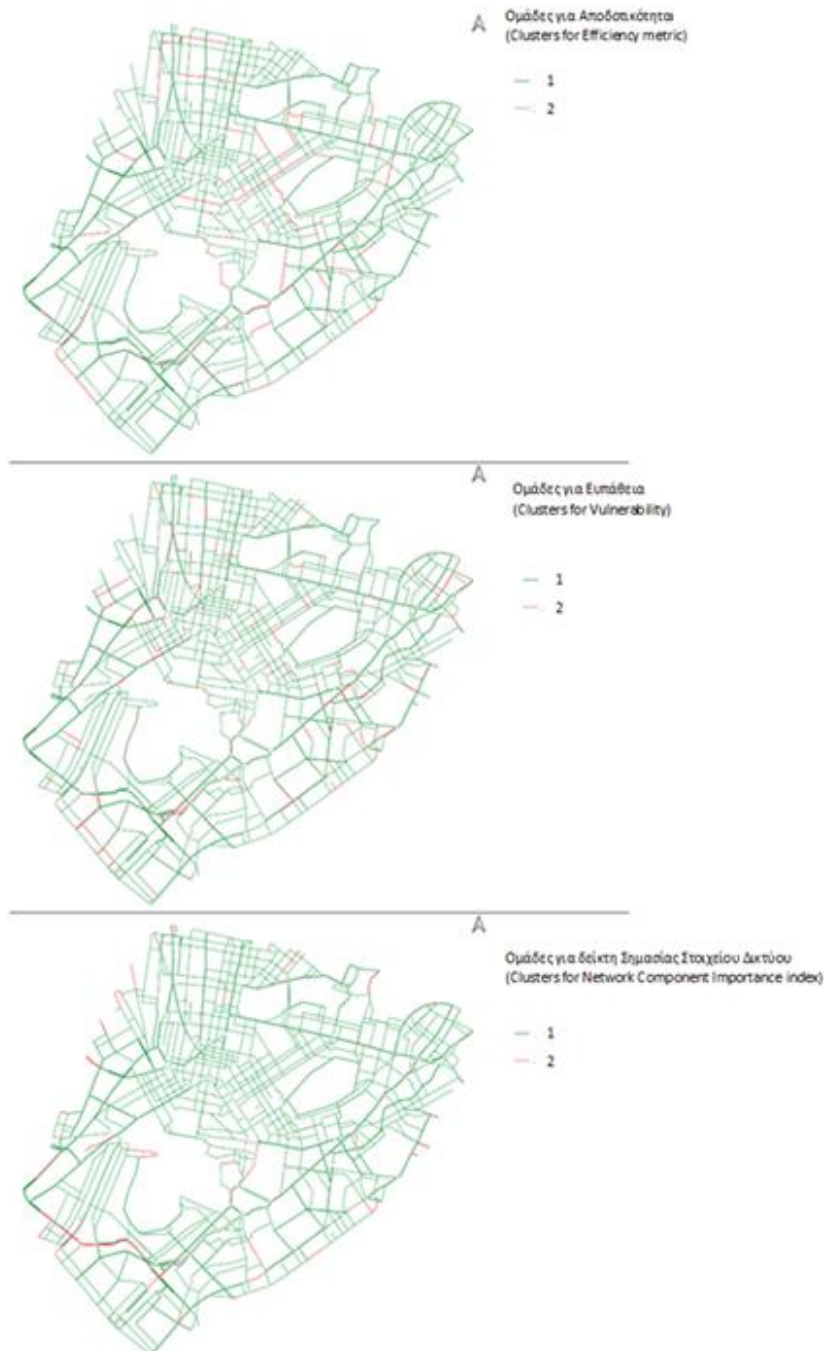 Ομάδες για Αποδοτικότητα
(Clusters for Efficiency metric)
1
2
Ομάδες για Ευπάθεια
(Clusters for Vulnerability)
1
2
Ομάδες για δείκτη Σημασίας Στοιχείου Δικτύου
(Clusters for Network Component Importance index)
1
2